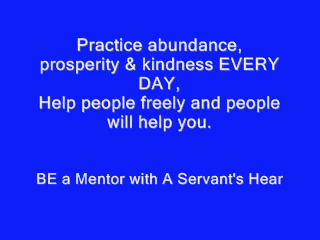 Practice abundance,
prosperity & kindness EVERY
DAY,
Help people freely and people
will help you.
BE a Mentor with A Servant's Hear